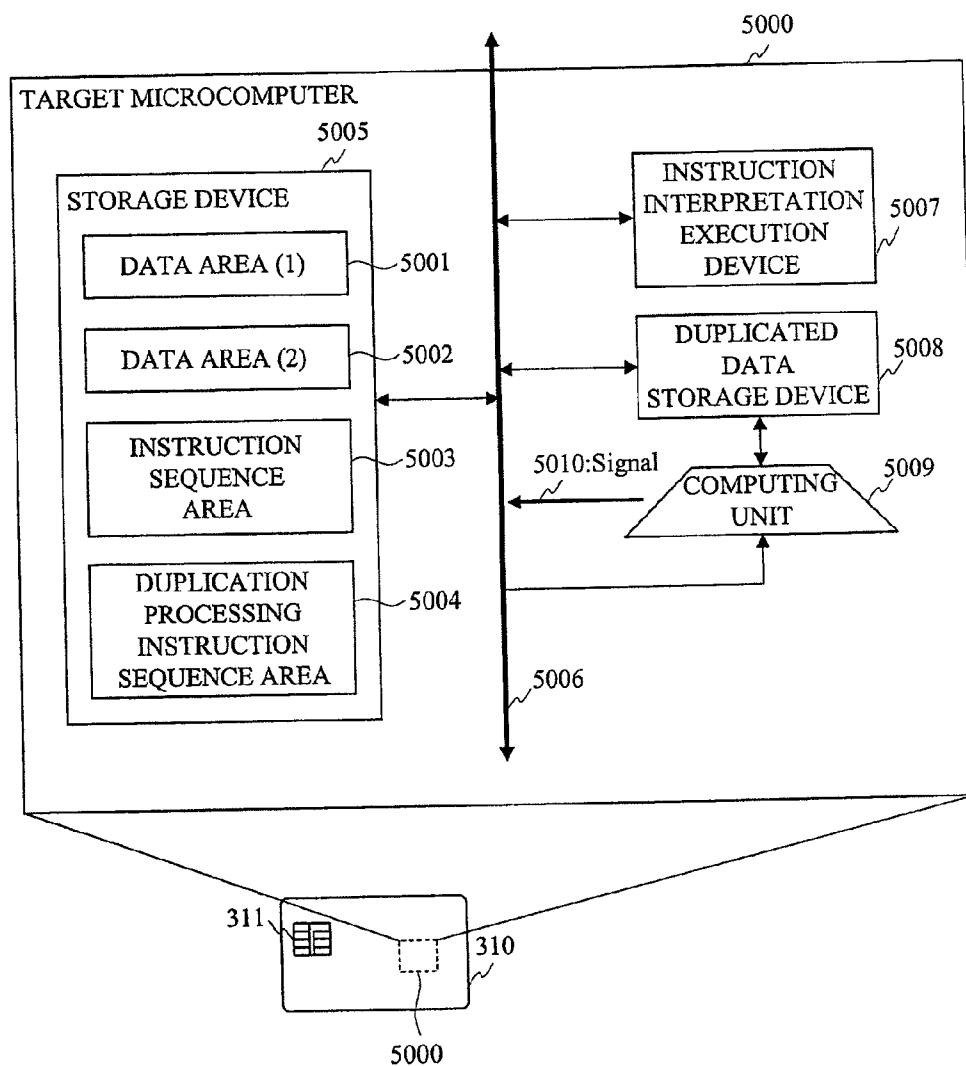 5000
TARGET MICROCOMPUTER
5005
STORAGE DEVICE
DATA AREA (1)
5001
DATA AREA (2)
5002
INSTRUCTION
SEQUENCE
AREA
5003
DUPLICATION
PROCESSING
INSTRUCTION
SEQUENCE AREA
5004
INSTRUCTION
INTERPRETATION
EXECUTION
DEVICE
5007
DUPLICATED
DATA
STORAGE DEVICE
5008
5010:Signal
COMPUTING
UNIT
5009
5006
311
310
5000